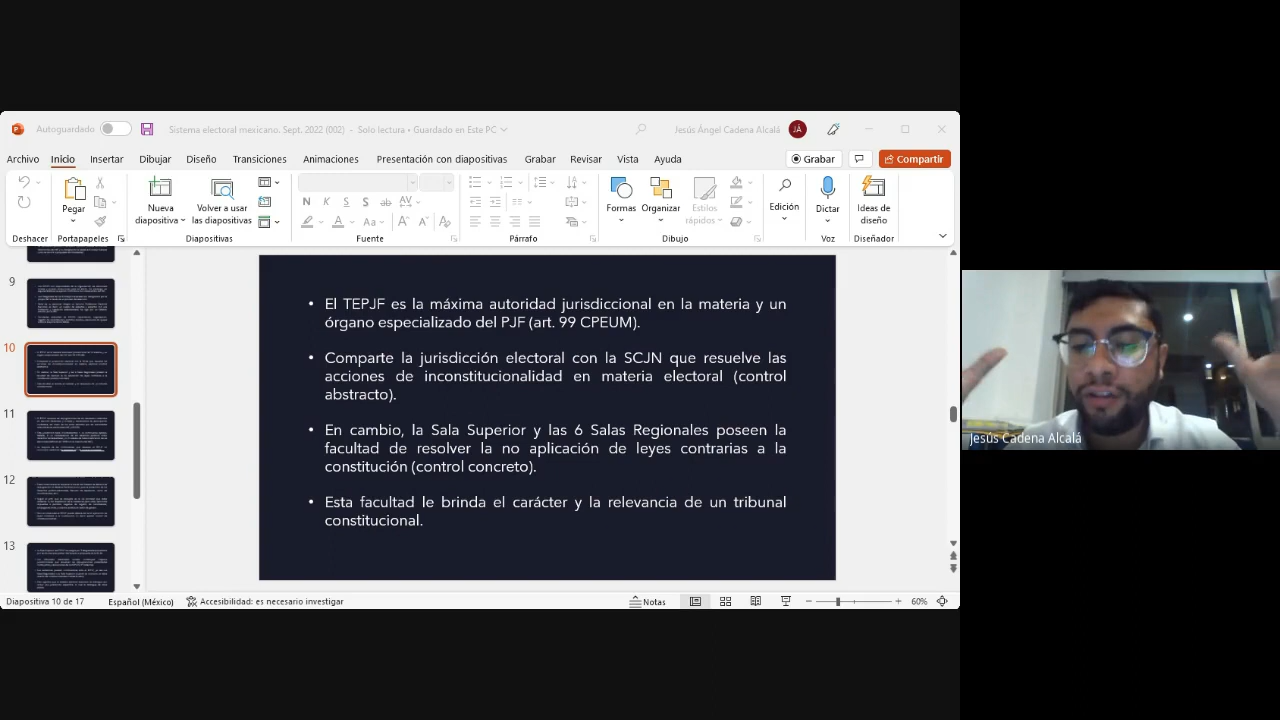 Autoguardado
Sistema electoral mexicano. Sept. 2022 (002) - Solo lectura • Guardado en Este PC
Jesús Ángel Cadena Alcalá
JÁ
Archivo Inicio Insertar Dibujar Diseño Transiciones Animaciones Presentación con diapositivas Grabar Revisar Vista Ayuda
Grabar
Compartir
Pegar
Nueva diapositiva
Volver a usar las diapositivas
N K S S ab AV
Aa A A
Formas
Organizar
Estilos rápidos
Edición
Dictar
Ideas de diseño
Deshacer Portapapeles Diapositivas Fuente Párrafo Dibujo Voz Diseñador
9
10
11
12
13
• El TEPJF es la máxima autoridad jurisdiccional en la materia y un
órgano especializado del PJF (art. 99 CPEUM).
• Comparte la jurisdicción electoral con la SCJN que resuelve las
acciones de inconstitucionalidad en materia electoral (control
abstracto).
• En cambio, la Sala Superior y las 6 Salas Regionales poseen la
facultad de resolver la no aplicación de leyes contrarias a la
constitución (control concreto).
• Esa facultad le brinda el carácter y la relevancia de un tribunal
constitucional.
Jesús Cadena Alcalá
Diapositiva 10 de 17 Español (México) Accesibilidad: es necesario investigar Notas 60%